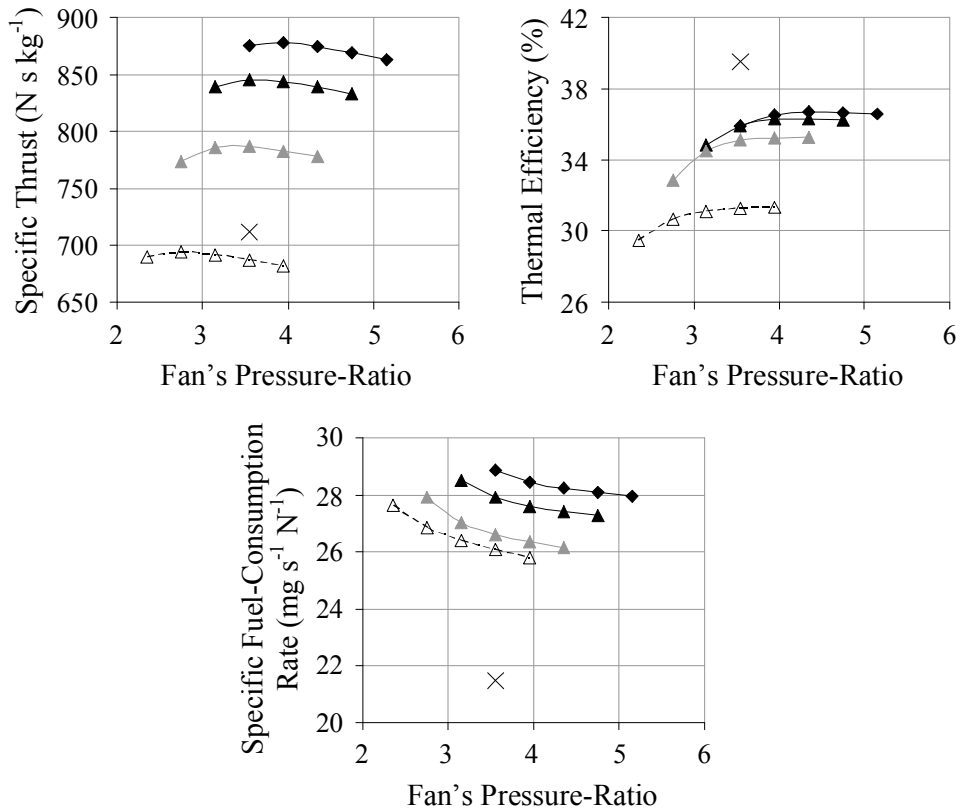 Specific Thrust (N s kg⁻¹)
900
850
800
750
700
650
2 3 4 5 6
Fan’s Pressure-Ratio
Thermal Efficiency (%)
42
38
34
30
26
2 3 4 5 6
Fan’s Pressure-Ratio
Specific Fuel-Consumption
Rate (mg s⁻¹ N⁻¹)
30
28
26
24
22
20
2 3 4 5 6
Fan’s Pressure-Ratio